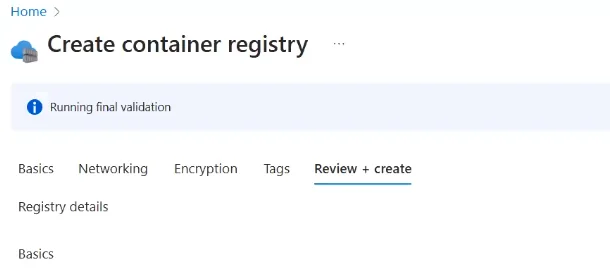 Home >
Create container registry ...
Running final validation
Basics Networking Encryption Tags Review + create
Registry details
Basics